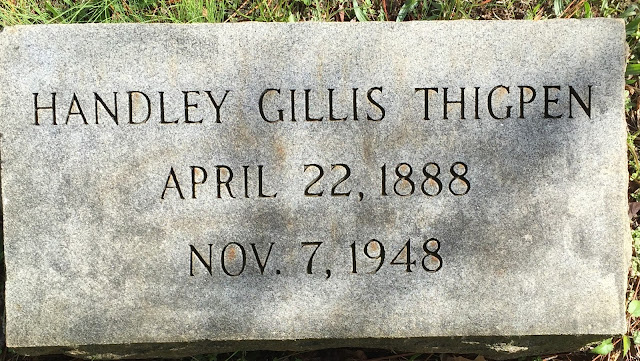 HANDLEY GILLIS THIGPEN
APRIL 22, 1888
NOV. 7, 1948